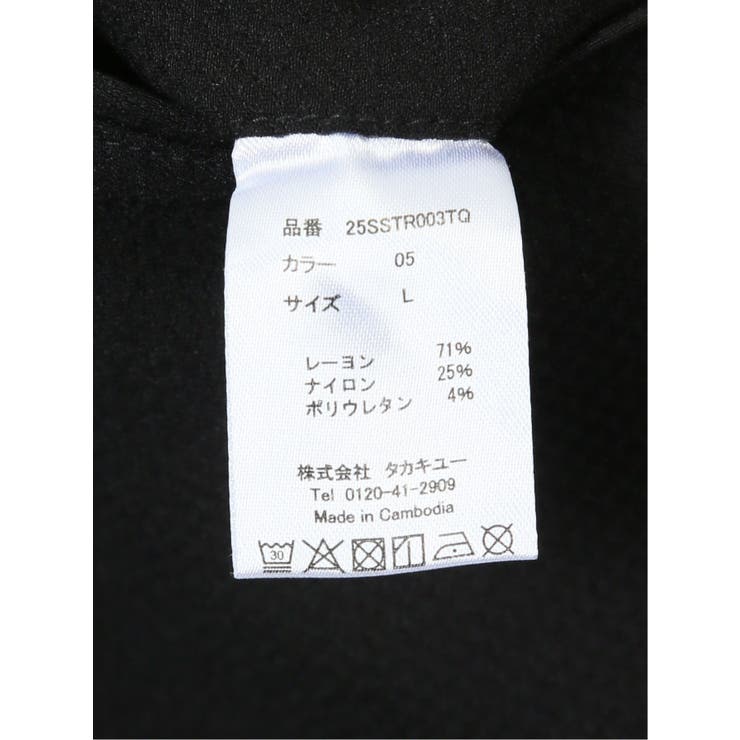 品番 25SSTR003TQ
カラー 05
サイズ L
レーヨン 71%
ナイロン 25%
ポリウレタン 4%
株式会社 タカキユー
Tel 0120-41-2909
Made in Cambodia
30